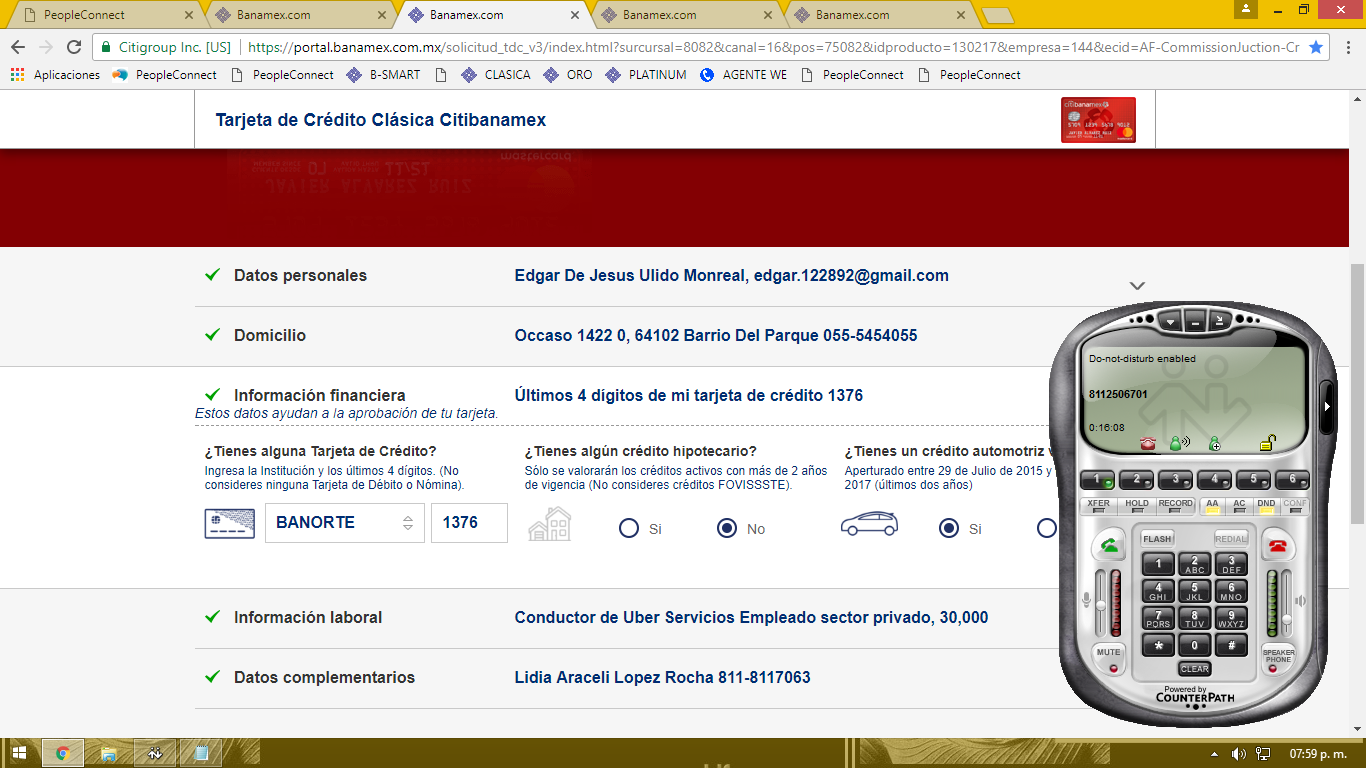 PeopleConnect
Banamex.com
Banamex.com
Banamex.com
Banamex.com
Citigroup Inc. [US]
https://portal.banamex.com.mx/solicitud_tdc_v3/index.html?surcursal=8082&canal=16&pcs=75082&idproducto=130217&empresa=144&ecid=AF-CommissionJuction-Cr
Aplicaciones
PeopleConnect
PeopleConnect
B-SMART
CLASICA
ORO
PLATINUM
AGENTE WE
PeopleConnect
PeopleConnect
Tarjeta de Crédito Clásica Citibanamex
citibanamex
mastercard
11/21
JAVIER ALVAREZ RUIZ
Datos personales
Edgar De Jesus Ulido Monreal, edgar.122892@gmail.com
Domicilio
Occaso 1422 0, 64102 Barrio Del Parque 055-5454055
Información financiera
Últimos 4 dígitos de mi tarjeta de crédito 1376
Estos datos ayudan a la aprobación de tu tarjeta.
¿Tienes alguna Tarjeta de Crédito?
Ingresa la Institución y los últimos 4 dígitos. (No
consideres ninguna Tarjeta de Débito o Nómina).
BANORTE
1376
¿Tienes algún crédito hipotecario?
Sólo se valorarán los créditos activos con más de 2 años
de vigencia (No consideres créditos FOVISSSTE).
Si
No
¿Tienes un crédito automotriz v
Aperturado entre 29 de Julio de 2015 y
2017 (últimos dos años)
Si
Información laboral
Conductor de Uber Servicios Empleado sector privado, 30,000
Datos complementarios
Lidia Araceli Lopez Rocha 811-8117063
Do-not-disturb enabled
8112506701
0:16:08
1 2 3 4 5 6
XFER HOLD RECORD AA AC DND CONF
FLASH REDIAL
1 2 ABC 3 DEF
4 GHI 5 JKL 6 MNO
7 PQRS 8 TUV 9 WXYZ
* 0 #
MUTE
SPEAKER
PHONE
CLEAR
Powered by
COUNTERPATH
07:59 p. m.